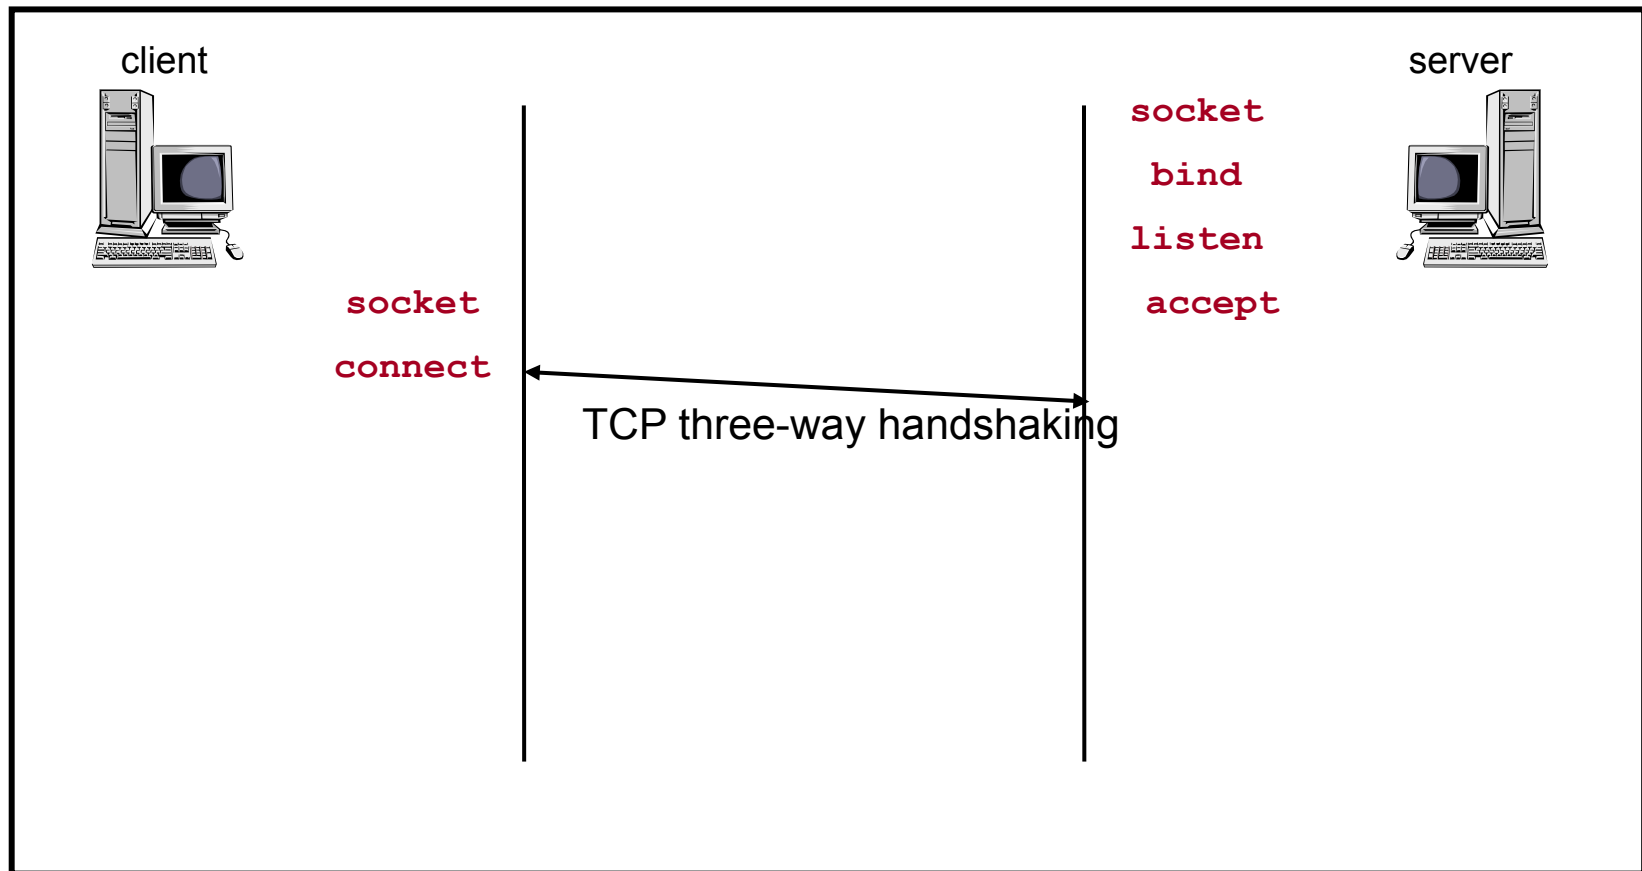 client
server
socket
bind
listen
socket
accept
connect
TCP three-way handshaking